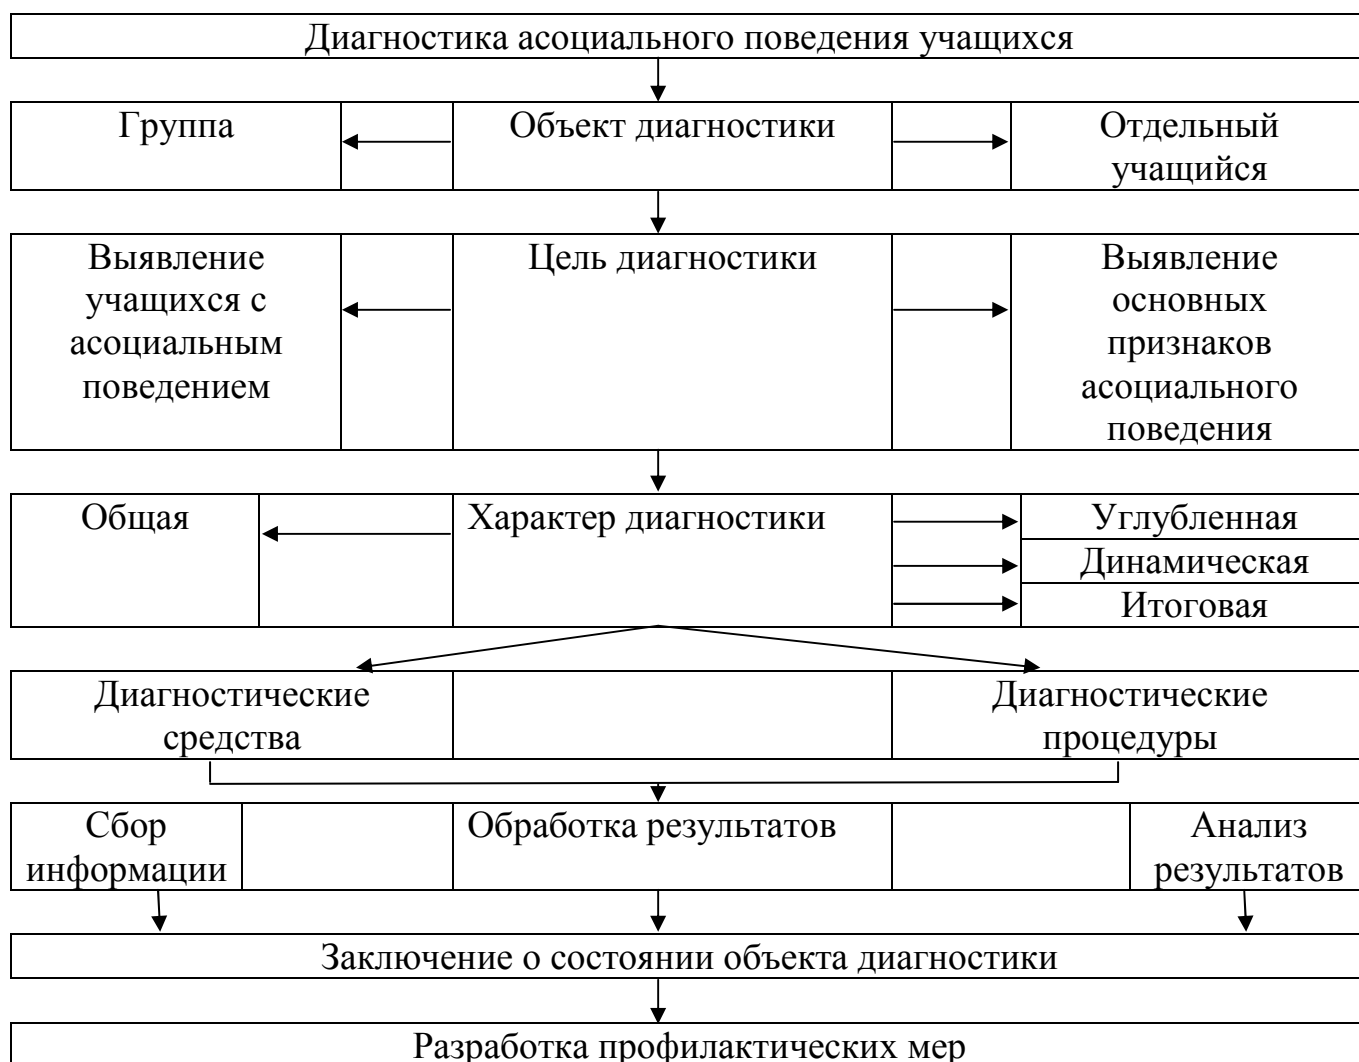 Диагностика асоциального поведения учащихся
Группа
Объект диагностики
Отдельный
учащийся
Выявление
учащихся с
асоциальным
поведением
Цель диагностики
Выявление
основных
признаков
асоциального
поведения
Общая
Характер диагностики
Углубленная
Динамическая
Итоговая
Диагностические
средства
Диагностические
процедуры
Сбор
информации
Обработка результатов
Анализ
результатов
Заключение о состоянии объекта диагностики
Разработка профилактических мер